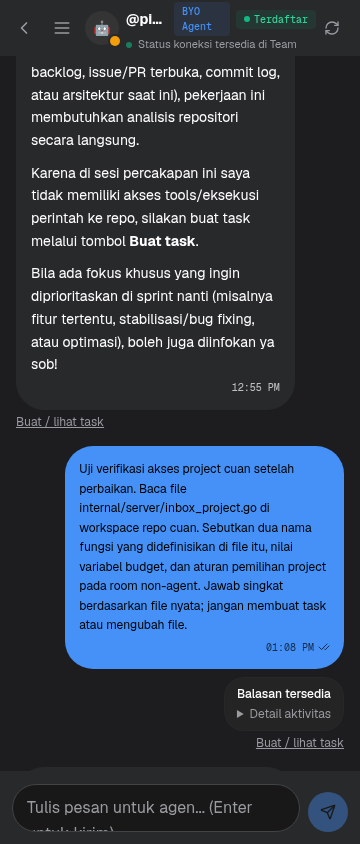 @pi...
BYO
Agent
Terdaftar
Status koneksi tersedia di Team
backlog, issue/PR terbuka, commit log,
atau arsitektur saat ini), pekerjaan ini
membutuhkan analisis repositori
secara langsung.
Karena di sesi percakapan ini saya
tidak memiliki akses tools/eksekusi
perintah ke repo, silakan buat task
melalui tombol Buat task.
Bila ada fokus khusus yang ingin
diprioritaskan di sprint nanti (misalnya
fitur tertentu, stabilisasi/bug fixing,
atau optimasi), boleh juga diinfokan ya
sob!
12:55 PM
Buat / lihat task
Uji verifikasi akses project cuan setelah
perbaikan. Baca file
internal/server/inbox_project.go di
workspace repo cuan. Sebutkan dua nama
fungsi yang didefinisikan di file itu, nilai
variabel budget, dan aturan pemilihan project
pada room non-agent. Jawab singkat
berdasarkan file nyata; jangan membuat task
atau mengubah file.
01:08 PM
Balasan tersedia
Detail aktivitas
Buat / lihat task
Tulis pesan untuk agen... (Enter
untuk kirim)